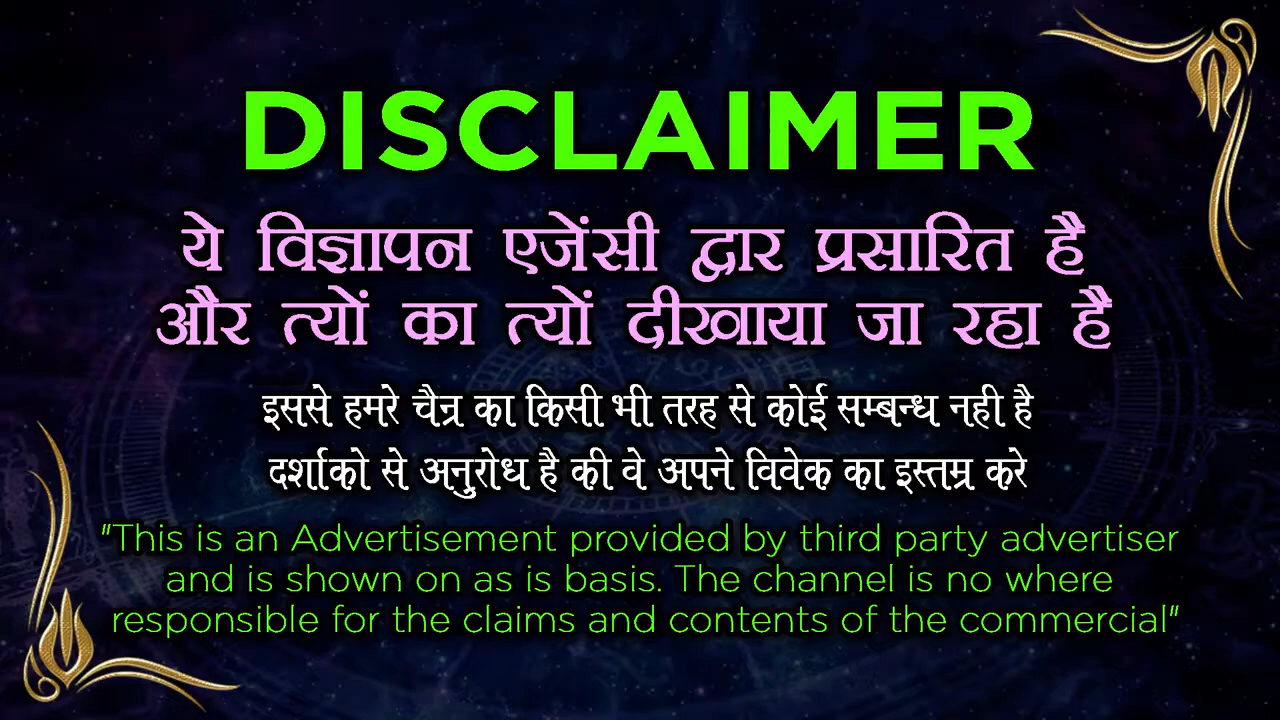 DISCLAIMER
ये विज्ञापन एजेंसी द्वार प्रसारित है
और त्यों का त्यों दीखाया जा रहा है
इससे हमरे चैन्र का किसी भी तरह से कोई सम्बन्ध नही है
दर्शाको से अनुरोध है की वे अपने विवेक का इस्तम्र करे
"This is an Advertisement provided by third party advertiser
and is shown on as is basis. The channel is no where
responsible for the claims and contents of the commercial"